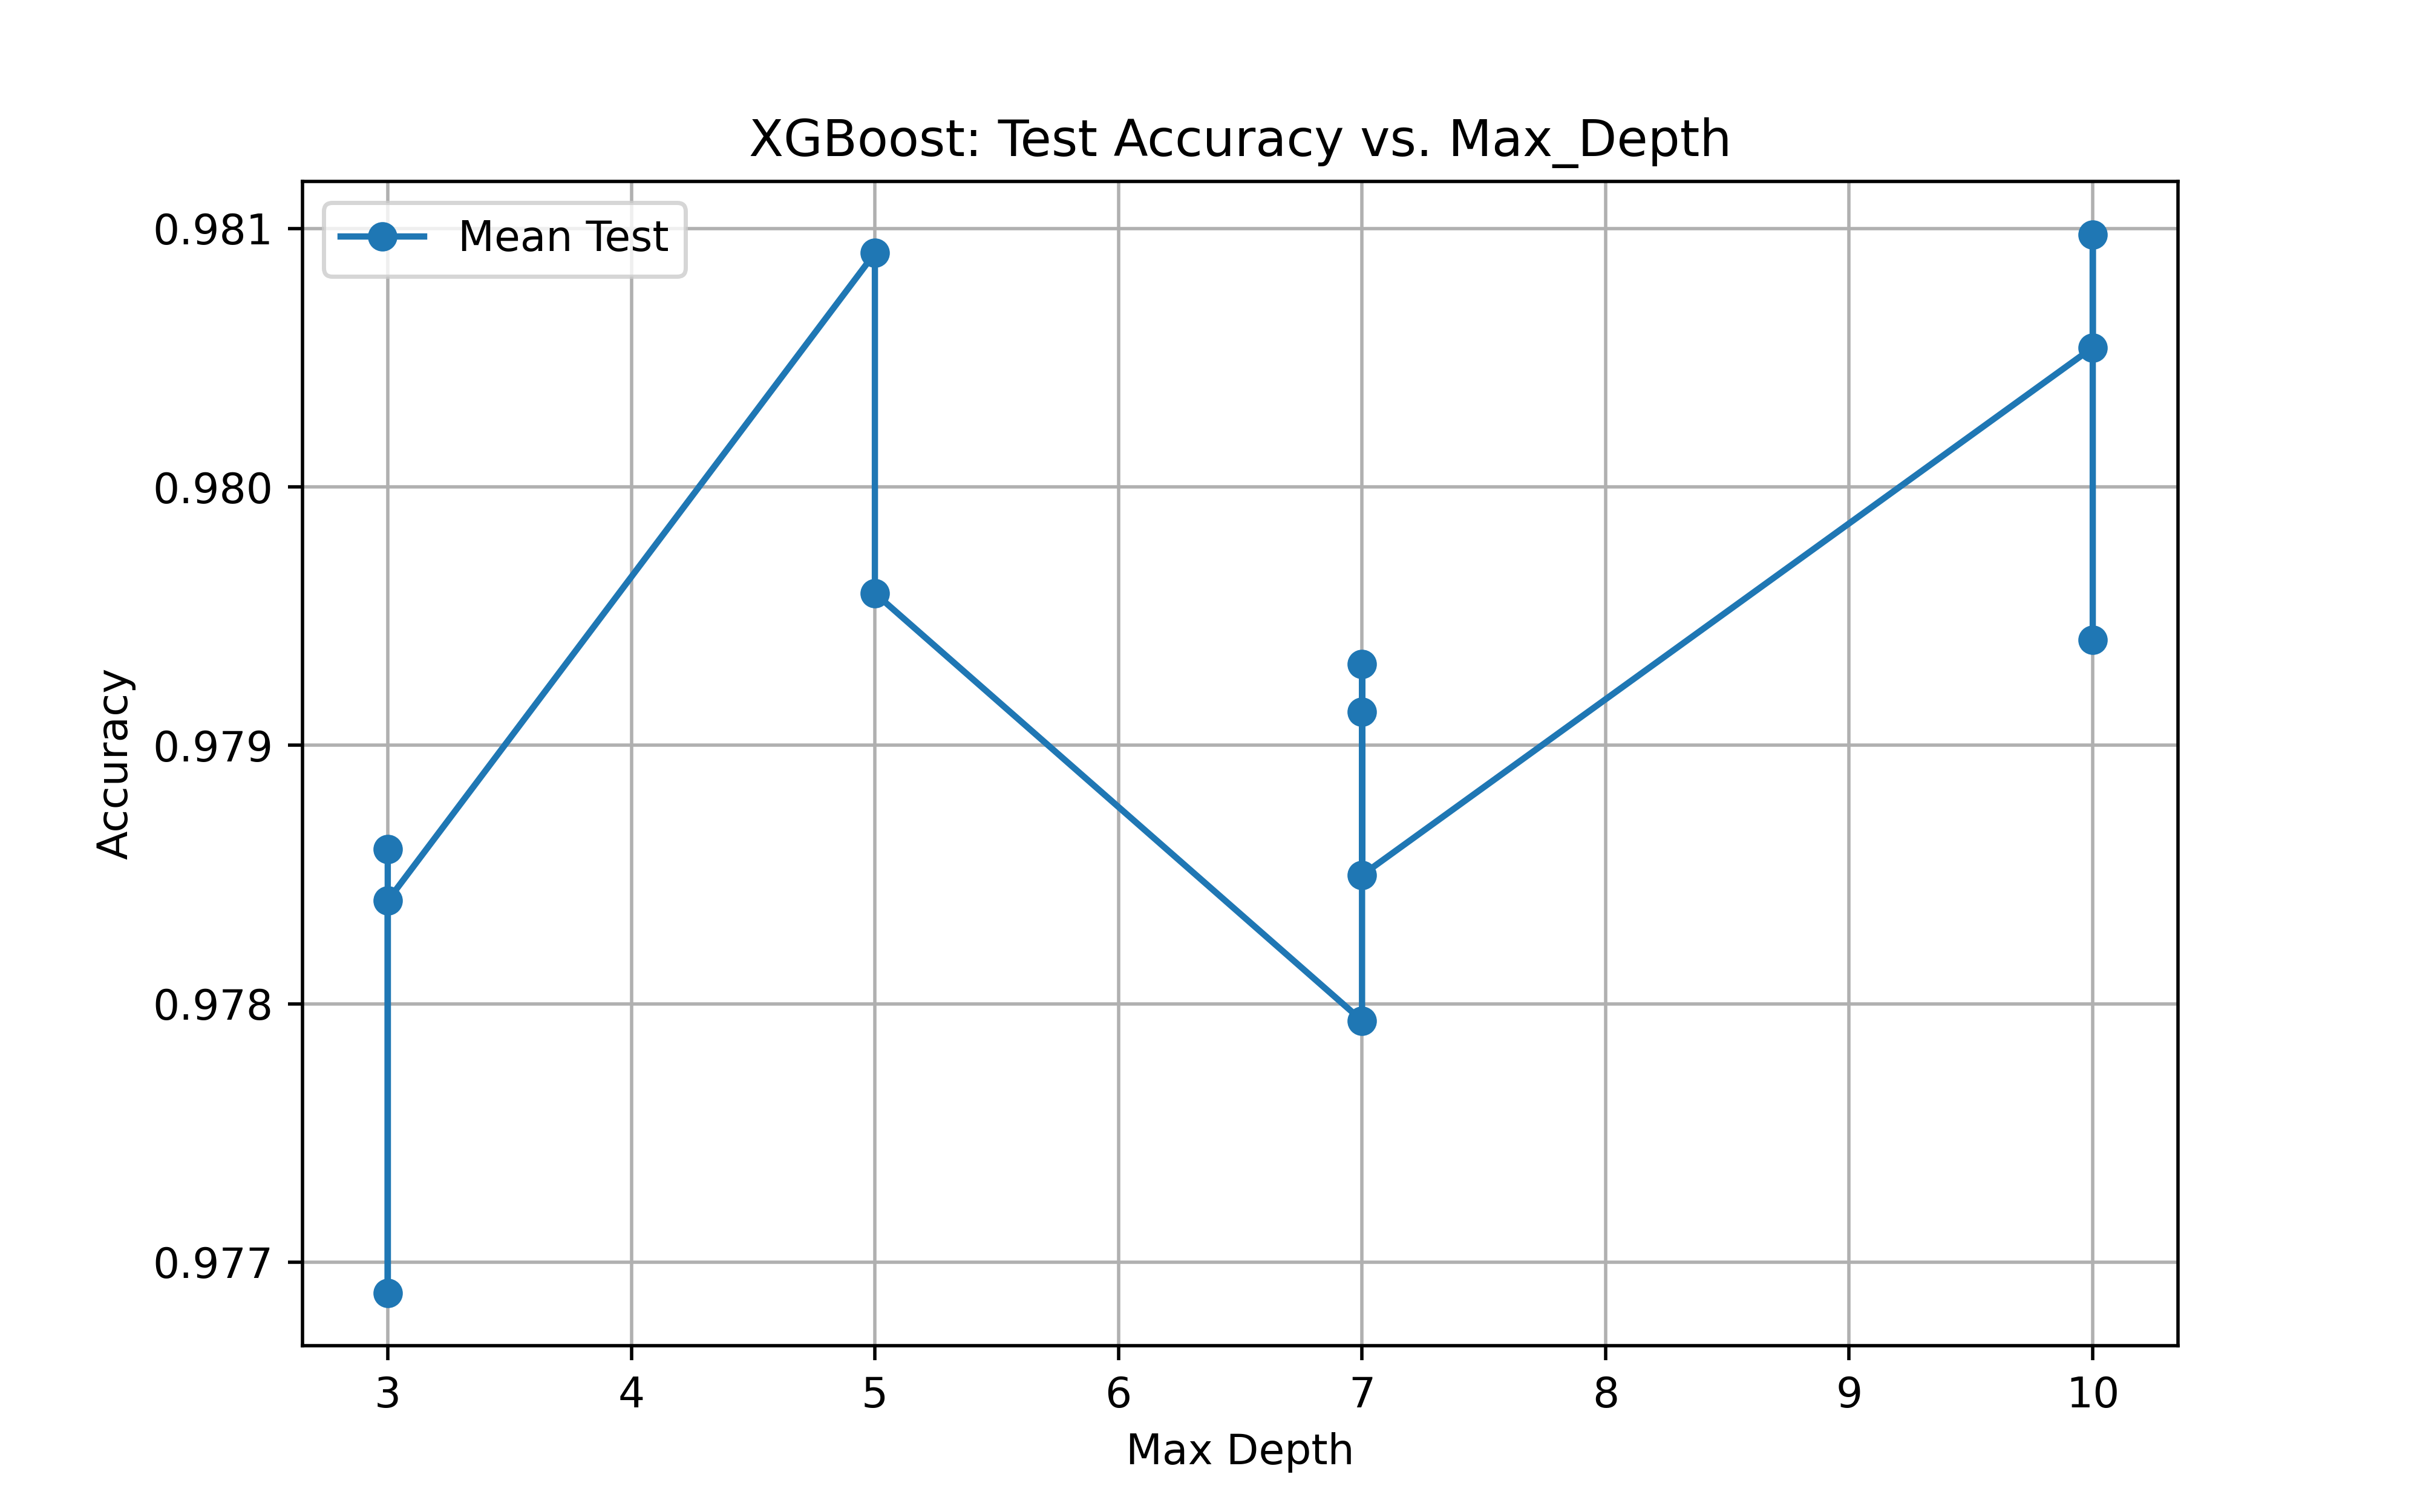 XGBoost: Test Accuracy vs. Max_Depth
Mean Test
0.981
0.980
0.979
0.978
0.977
Accuracy
3 4 5 6 7 8 9 10
Max Depth